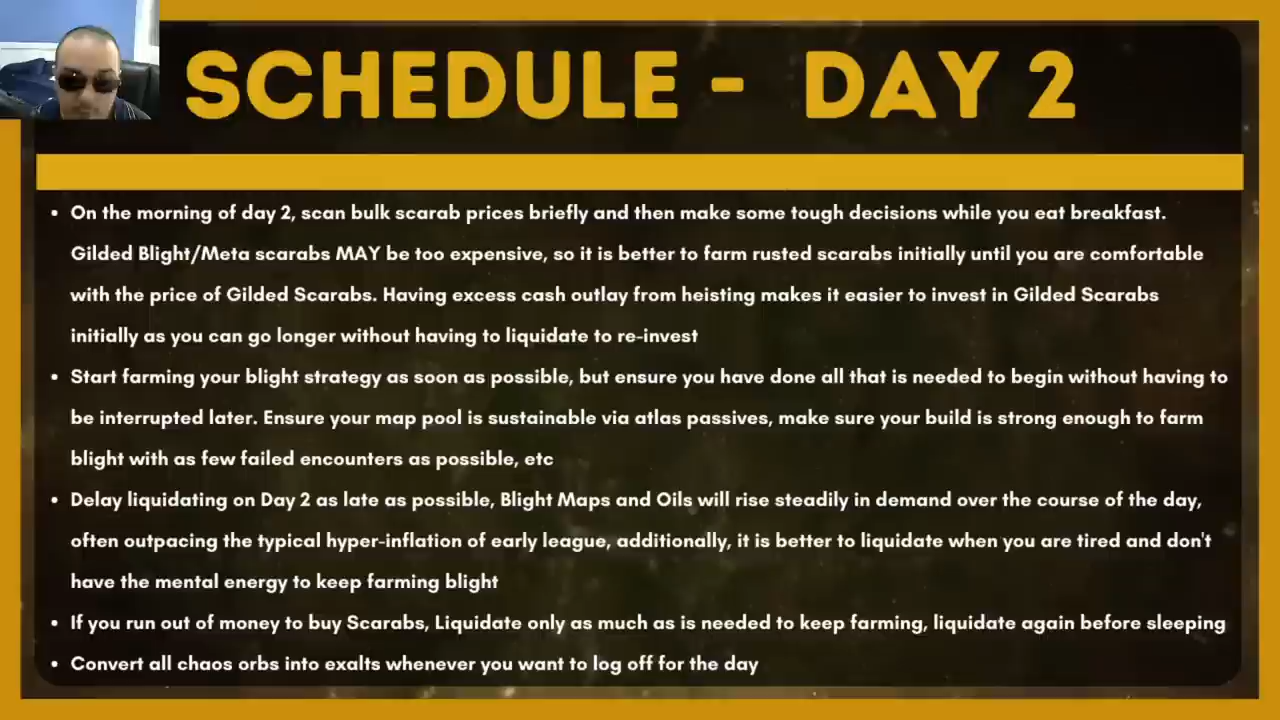 SCHEDULE - DAY 2
• On the morning of day 2, scan bulk scarab prices briefly and then make some tough decisions while you eat breakfast.
Gilded Blight/Meta scarabs MAY be too expensive, so it is better to farm rusted scarabs initially until you are comfortable
with the price of Gilded Scarabs. Having excess cash outlay from heisting makes it easier to invest in Gilded Scarabs
initially as you can go longer without having to liquidate to re-invest
• Start farming your blight strategy as soon as possible, but ensure you have done all that is needed to begin without having to
be interrupted later. Ensure your map pool is sustainable via atlas passives, make sure your build is strong enough to farm
blight with as few failed encounters as possible, etc
• Delay liquidating on Day 2 as late as possible, Blight Maps and Oils will rise steadily in demand over the course of the day,
often outpacing the typical hyper-inflation of early league, additionally, it is better to liquidate when you are tired and don't
have the mental energy to keep farming blight
• If you run out of money to buy Scarabs, Liquidate only as much as is needed to keep farming, liquidate again before sleeping
• Convert all chaos orbs into exalts whenever you want to log off for the day